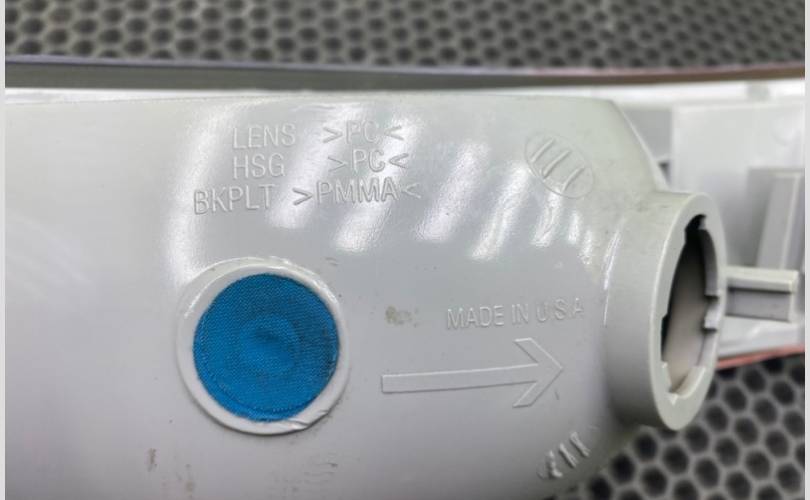 LENS >PC<
HSG >PC<
BKPLT >PMMA<
MADE IN U S A